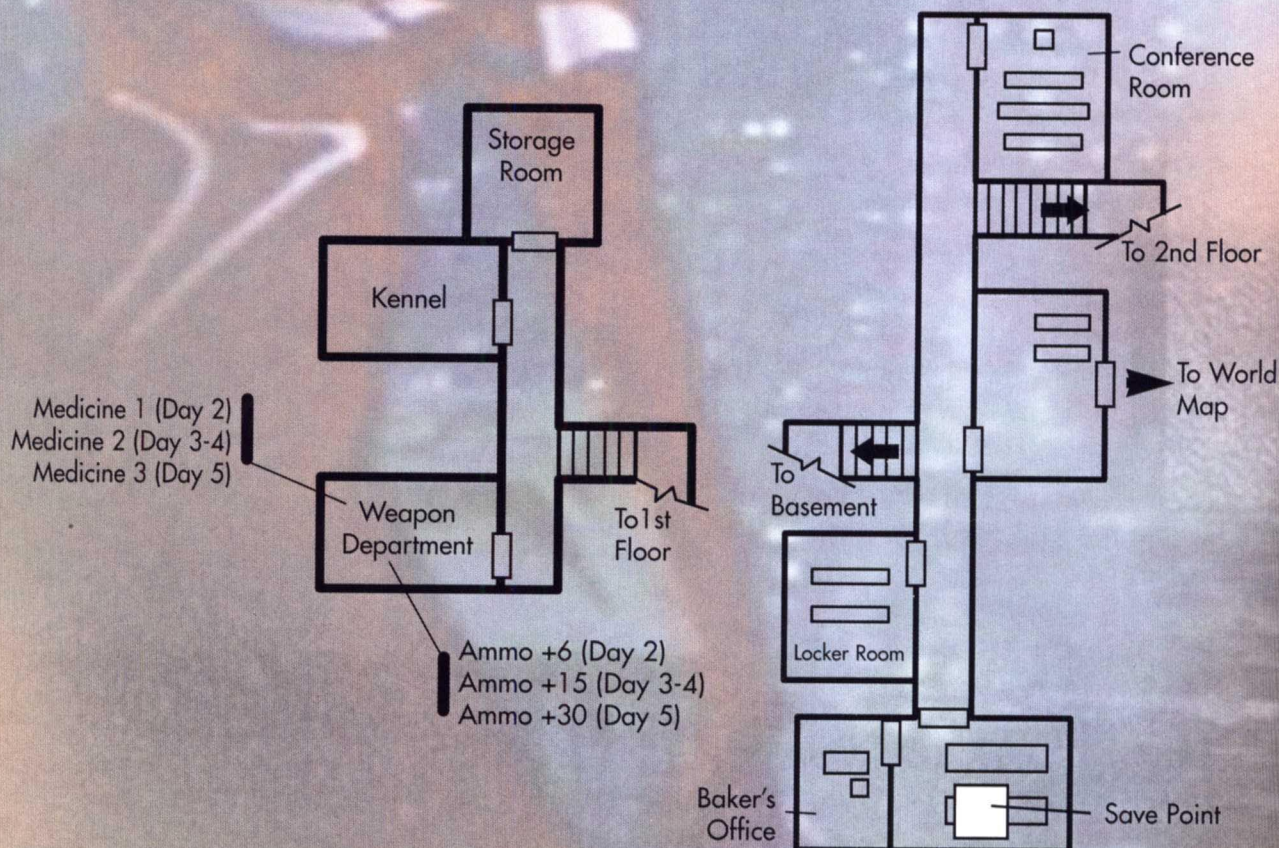 Storage
Room
Kennel
Medicine 1 (Day 2)
Medicine 2 (Day 3-4)
Medicine 3 (Day 5)
Weapon
Department
To1st
Floor
Ammo +6 (Day 2)
Ammo +15 (Day 3-4)
Ammo +30 (Day 5)
Conference
Room
To 2nd Floor
To World
Map
To
Basement
Locker Room
Baker's
Office
Save Point